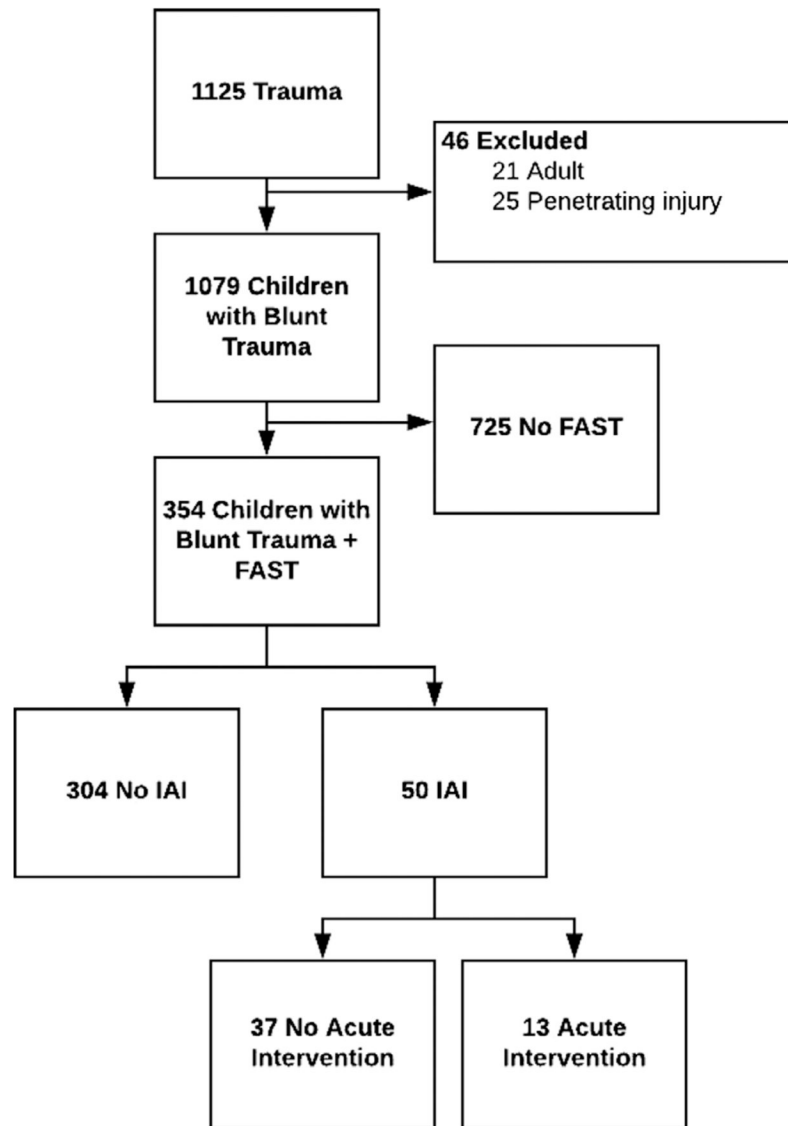 1125 Trauma
46 Excluded
21 Adult
25 Penetrating injury
1079 Children
with Blunt
Trauma
725 No FAST
354 Children with
Blunt Trauma +
FAST
304 No IAI
50 IAI
37 No Acute
Intervention
13 Acute
Intervention